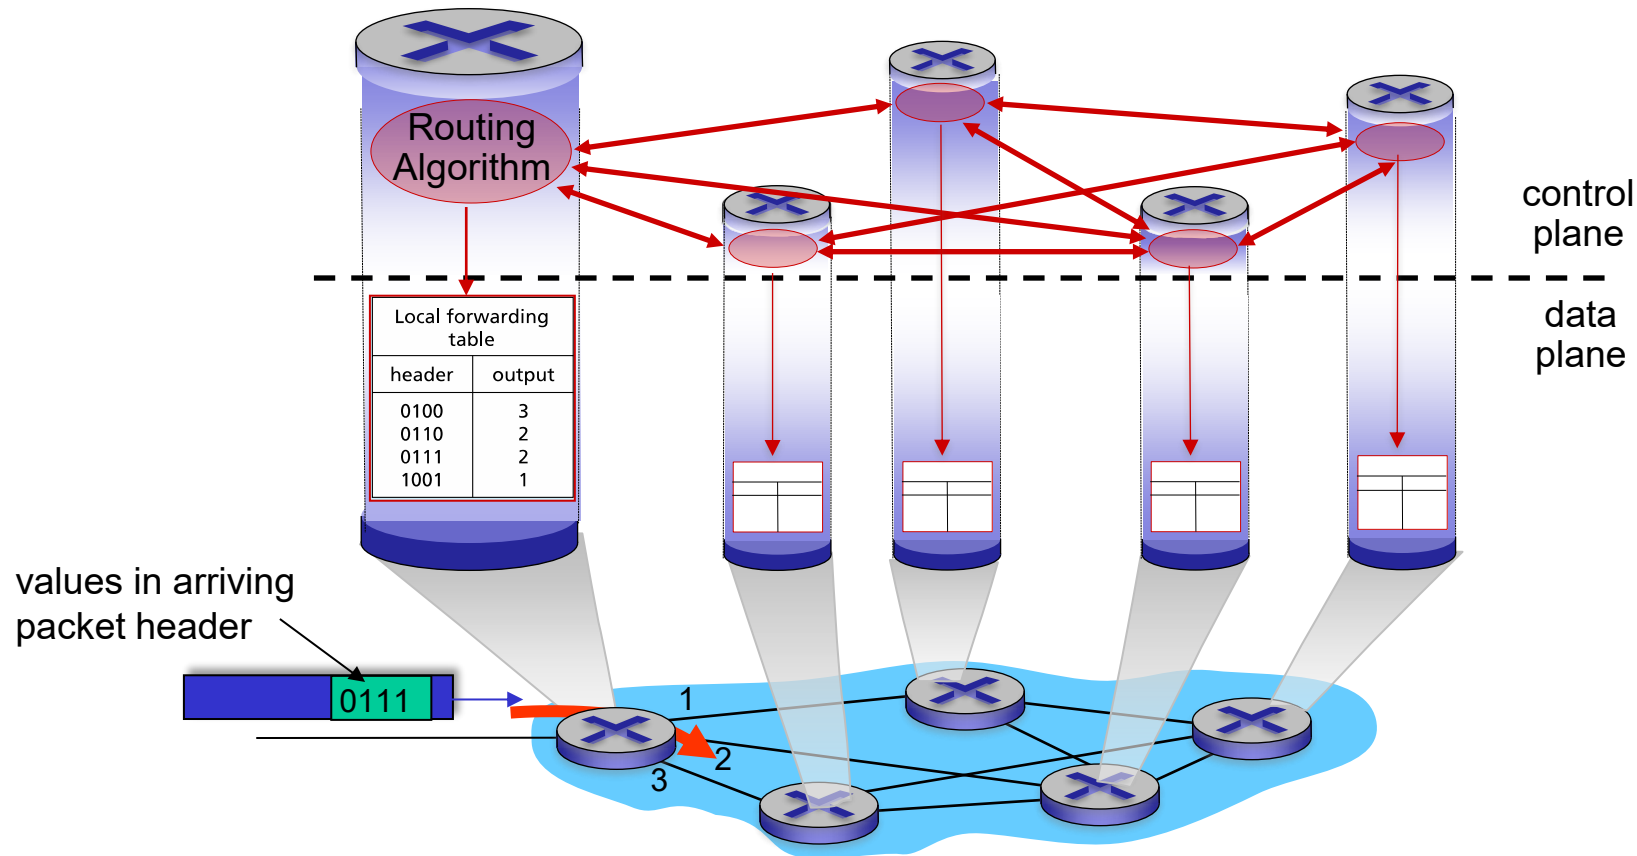 Routing
Algorithm
control
plane
data
plane
Local forwarding
table
header output
0100 3
0110 2
0111 2
1001 1
values in arriving
packet header
0111
1
2
3